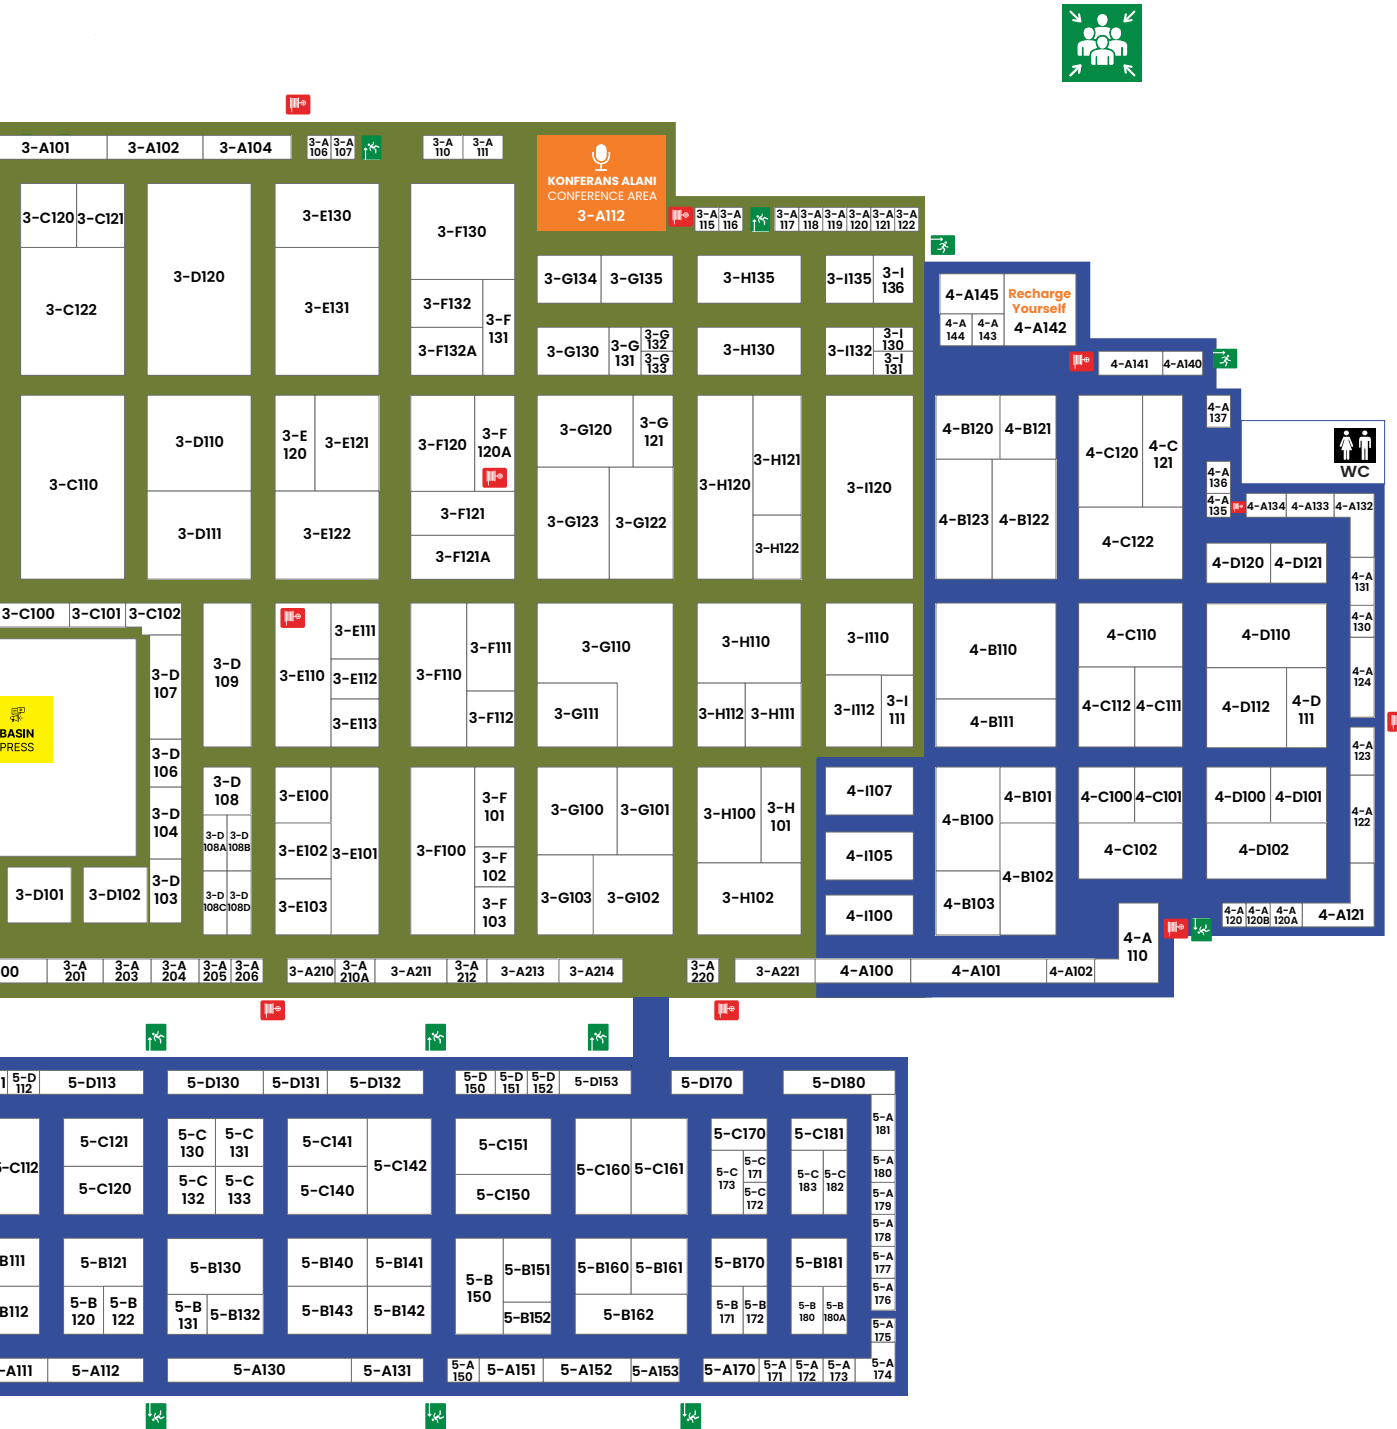 3-A101
3-A102
3-A104
3-A
106
3-A
107
3-A
110
3-A
111
KONFERANS ALANI
CONFERENCE AREA
3-A112
3-A
115
3-A
116
3-A
117
3-A
118
3-A
119
3-A
120
3-A
121
3-A
122
3-C120
3-C121
3-C122
3-D120
3-E130
3-E131
3-F130
3-F132
3-F
131
3-F132A
3-G134
3-G135
3-H135
3-I135
3-I
136
3-G130
3-G
131
3-G
132
3-G
133
3-H130
3-I132
3-I
130
3-I
131
4-A145
4-A
144
4-A
143
Recharge
Yourself
4-A142
4-A141
4-A140
4-A
137
WC
4-A
136
4-A
135
4-A134
4-A133
4-A132
3-C110
3-D110
3-D111
3-E
120
3-E121
3-E122
3-F120
3-F
120A
3-F121
3-F121A
3-G120
3-G
121
3-G123
3-G122
3-H120
3-H121
3-H122
3-I120
4-B120
4-B121
4-B123
4-B122
4-C120
4-C
121
4-C122
4-D120
4-D121
4-A
131
4-A
130
4-A
124
4-A
123
4-A
122
3-C100
3-C101
3-C102
3-D
107
3-D
106
3-D
104
3-D
103
BASIN
PRESS
3-D101
3-D102
3-D
109
3-D
108
3-D
108A
3-D
108B
3-D
108C
3-D
108D
3-E110
3-E111
3-E112
3-E113
3-F110
3-F111
3-F112
3-G110
3-G111
3-H110
3-H112
3-H111
3-I110
3-I112
3-I
111
4-B110
4-B111
4-C110
4-C112
4-C111
4-D110
4-D112
4-D
111
3-E100
3-E102
3-E103
3-E101
3-F100
3-F
101
3-F
102
3-F
103
3-G100
3-G101
3-G103
3-G102
3-H100
3-H
101
3-H102
4-I107
4-I105
4-I100
4-B100
4-B101
4-B102
4-B103
4-C100
4-C101
4-C102
4-D100
4-D101
4-D102
4-A
120
4-A
120B
4-A
120A
4-A121
4-A
110
00
3-A
201
3-A
203
3-A
204
3-A
205
3-A
206
3-A210
3-A
210A
3-A211
3-A
212
3-A213
3-A214
3-A
220
3-A221
4-A100
4-A101
4-A102
1
5-D
112
5-D113
5-D130
5-D131
5-D132
5-D
150
5-D
151
5-D
152
5-D153
5-D170
5-D180
5-C112
5-C121
5-C120
5-C
130
5-C
131
5-C
132
5-C
133
5-C141
5-C140
5-C142
5-C151
5-C150
5-C160
5-C161
5-C170
5-C
173
5-C
171
5-C
172
5-C181
5-C
183
5-C
182
5-A
181
5-A
180
5-A
179
5-A
178
5-A
177
5-A
176
5-A
175
5-A
174
B111
B112
5-B121
5-B
120
5-B
122
5-B130
5-B
131
5-B132
5-B140
5-B141
5-B143
5-B142
5-B
150
5-B151
5-B152
5-B160
5-B161
5-B162
5-B170
5-B
171
5-B
172
5-B181
5-B
180
5-B
180A
-A111
5-A112
5-A130
5-A131
5-A
150
5-A151
5-A152
5-A153
5-A170
5-A
171
5-A
172
5-A
173